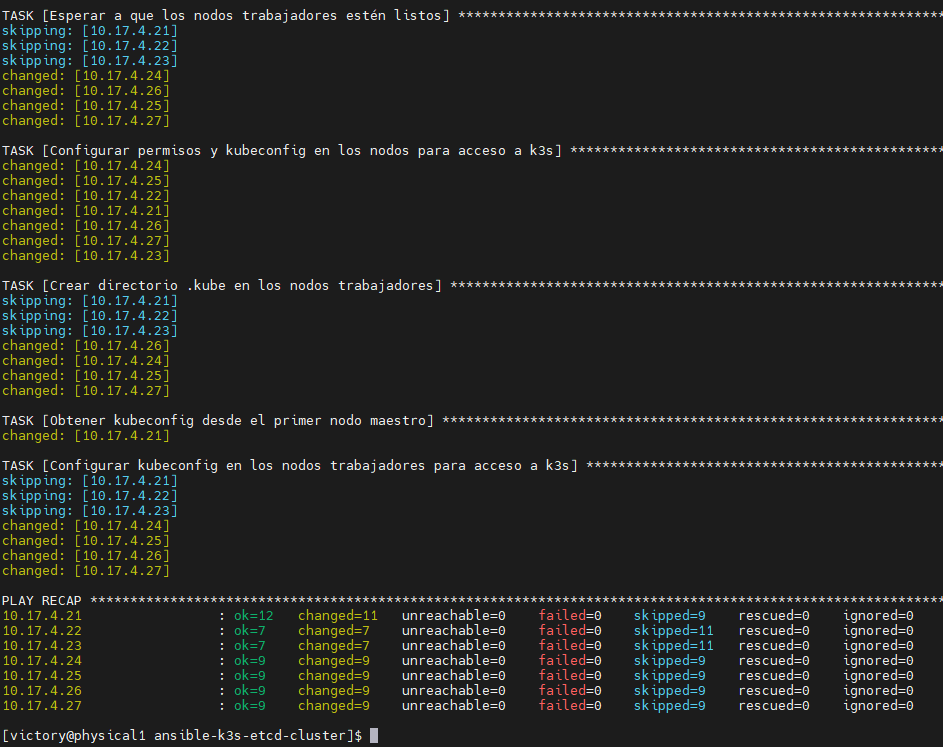 TASK [Esperar a que los nodos trabajadores estén listos] *************************************************************
skipping: [10.17.4.21]
skipping: [10.17.4.22]
skipping: [10.17.4.23]
changed: [10.17.4.24]
changed: [10.17.4.26]
changed: [10.17.4.25]
changed: [10.17.4.27]
TASK [Configurar permisos y kubeconfig en los nodos para acceso a k3s] ***********************************************
changed: [10.17.4.24]
changed: [10.17.4.25]
changed: [10.17.4.22]
changed: [10.17.4.21]
changed: [10.17.4.26]
changed: [10.17.4.27]
changed: [10.17.4.23]
TASK [Crear directorio .kube en los nodos trabajadores] **************************************************************
skipping: [10.17.4.21]
skipping: [10.17.4.22]
skipping: [10.17.4.23]
changed: [10.17.4.26]
changed: [10.17.4.24]
changed: [10.17.4.25]
changed: [10.17.4.27]
TASK [Obtener kubeconfig desde el primer nodo maestro] ***************************************************************
changed: [10.17.4.21]
TASK [Configurar kubeconfig en los nodos trabajadores para acceso a k3s] *********************************************
skipping: [10.17.4.21]
skipping: [10.17.4.22]
skipping: [10.17.4.23]
changed: [10.17.4.24]
changed: [10.17.4.25]
changed: [10.17.4.26]
changed: [10.17.4.27]
PLAY RECAP ***********************************************************************************************************
10.17.4.21 : ok=12 changed=11 unreachable=0 failed=0 skipped=9 rescued=0 ignored=0
10.17.4.22 : ok=7 changed=7 unreachable=0 failed=0 skipped=11 rescued=0 ignored=0
10.17.4.23 : ok=7 changed=7 unreachable=0 failed=0 skipped=11 rescued=0 ignored=0
10.17.4.24 : ok=9 changed=9 unreachable=0 failed=0 skipped=9 rescued=0 ignored=0
10.17.4.25 : ok=9 changed=9 unreachable=0 failed=0 skipped=9 rescued=0 ignored=0
10.17.4.26 : ok=9 changed=9 unreachable=0 failed=0 skipped=9 rescued=0 ignored=0
10.17.4.27 : ok=9 changed=9 unreachable=0 failed=0 skipped=9 rescued=0 ignored=0
[victory@physical1 ansible-k3s-etcd-cluster]$